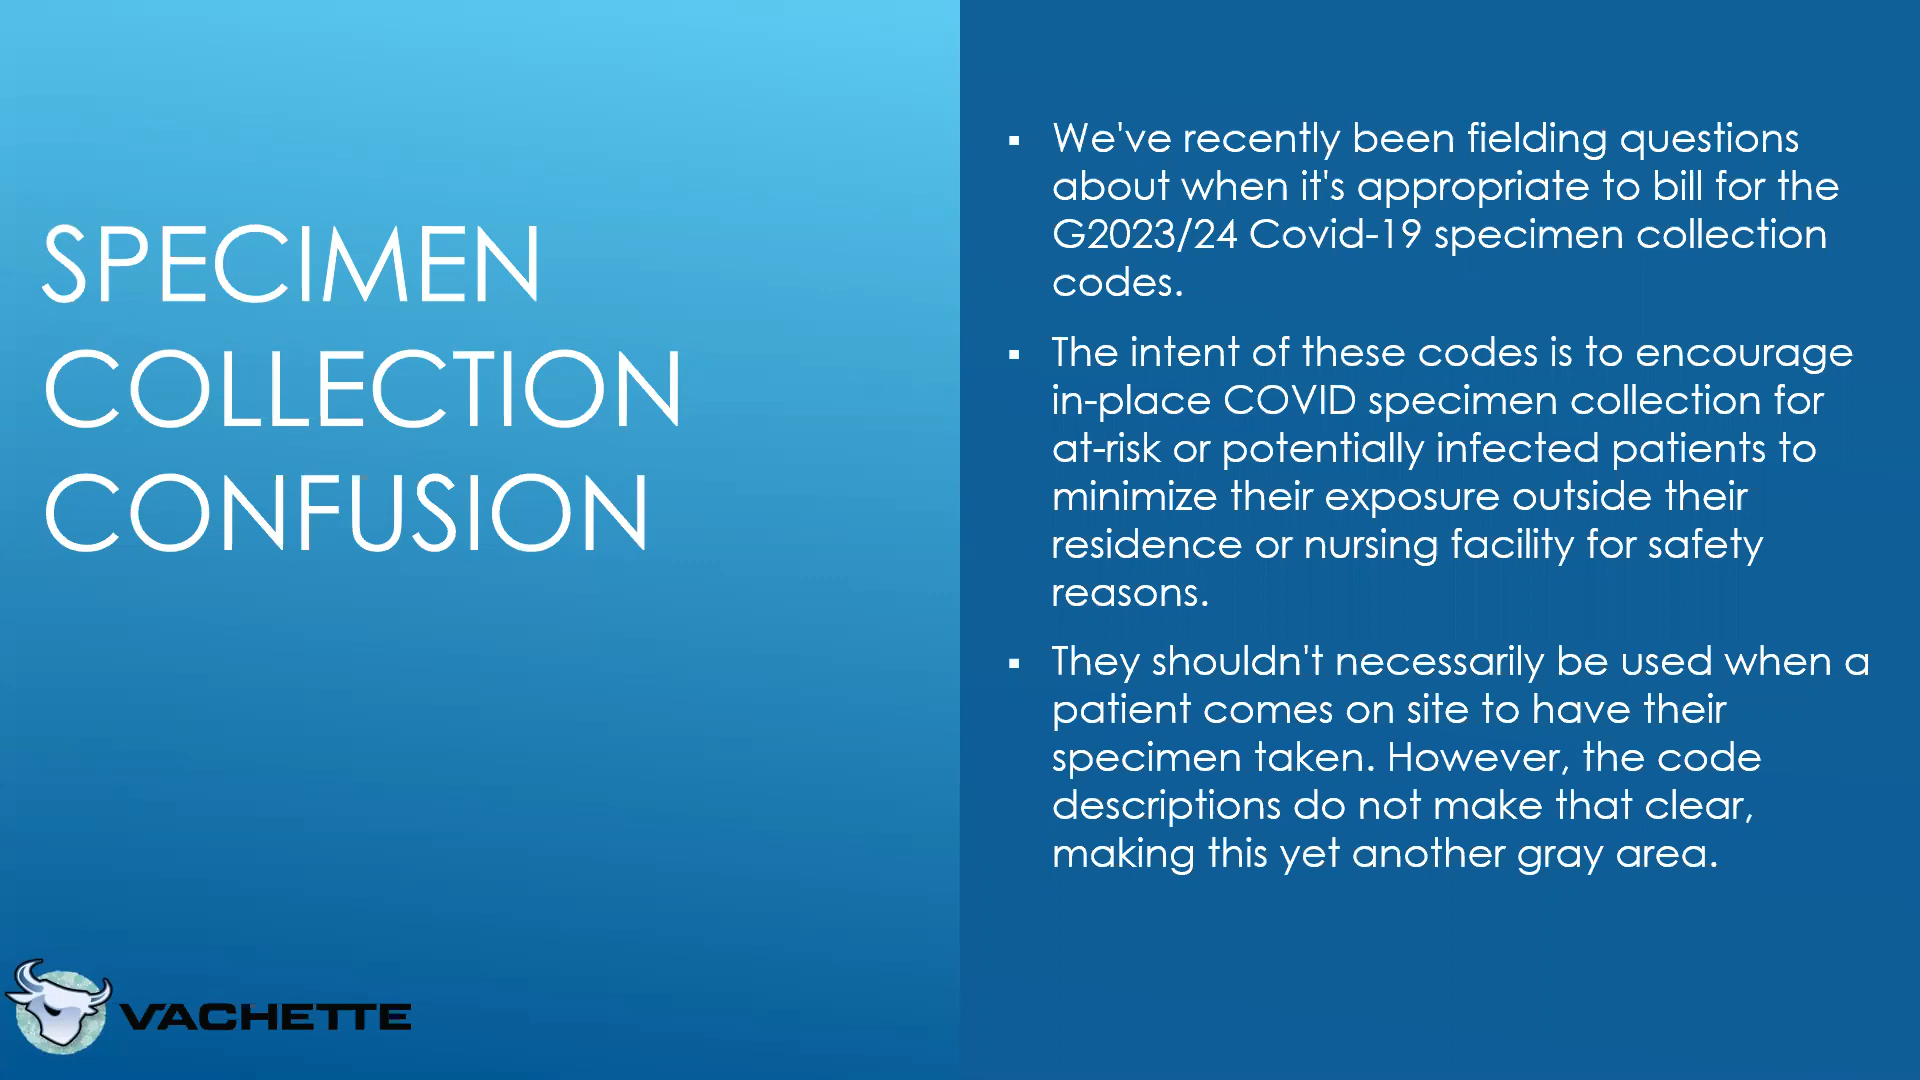 SPECIMEN
COLLECTION
CONFUSION
▪ We've recently been fielding questions
about when it's appropriate to bill for the
G2023/24 Covid-19 specimen collection
codes.
▪ The intent of these codes is to encourage
in-place COVID specimen collection for
at-risk or potentially infected patients to
minimize their exposure outside their
residence or nursing facility for safety
reasons.
▪ They shouldn't necessarily be used when a
patient comes on site to have their
specimen taken. However, the code
descriptions do not make that clear,
making this yet another gray area.
VACHETTE